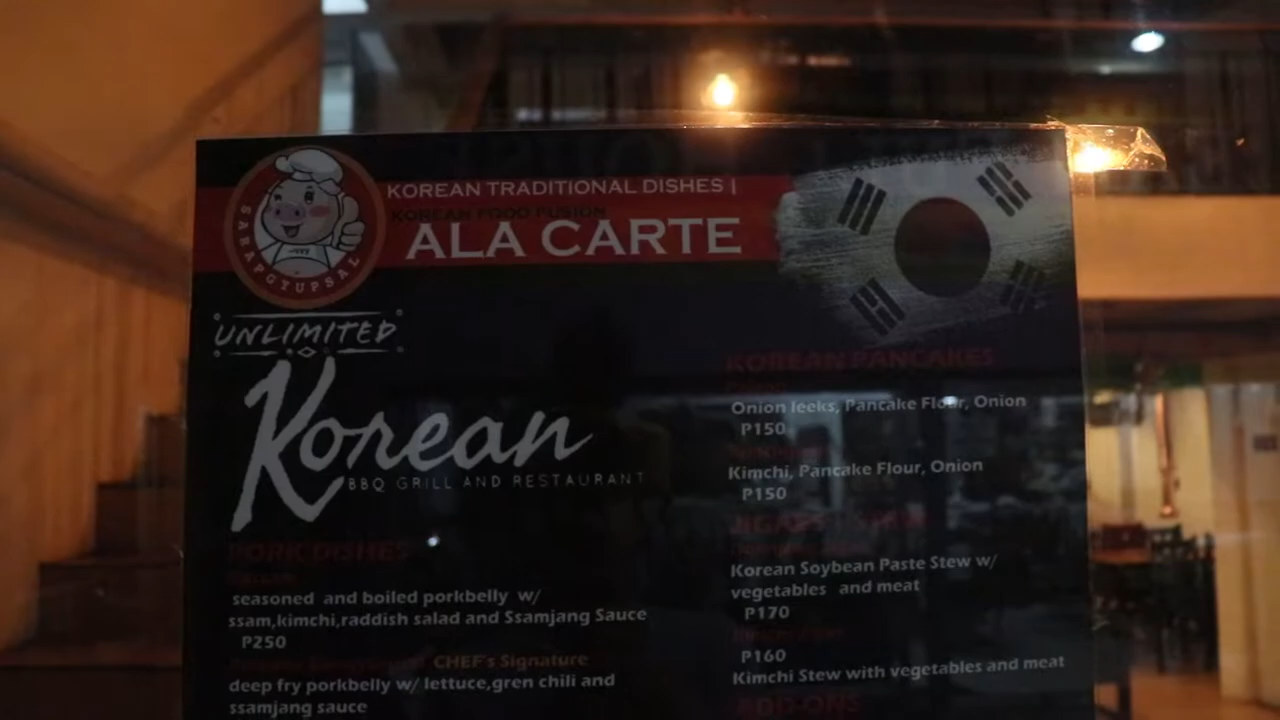 SARAPGYUPSAL
KOREAN TRADITIONAL DISHES |
KOREAN FOOD FUSION
ALA CARTE
UNLIMITED
Korean
BBQ GRILL AND RESTAURANT
PORK DISHES
seasoned and boiled porkbelly w/
ssam,kimchi,raddish salad and Ssamjang Sauce
P250
CHEF's Signature
deep fry porkbelly w/ lettuce,gren chili and
ssamjang sauce
KOREAN PANCAKES
Onion leeks, Pancake Flour, Onion
P150
Kimchi, Pancake Flour, Onion
P150
Korean Soybean Paste Stew w/
vegetables and meat
P170
P160
Kimchi Stew with vegetables and meat
ADD-ONS